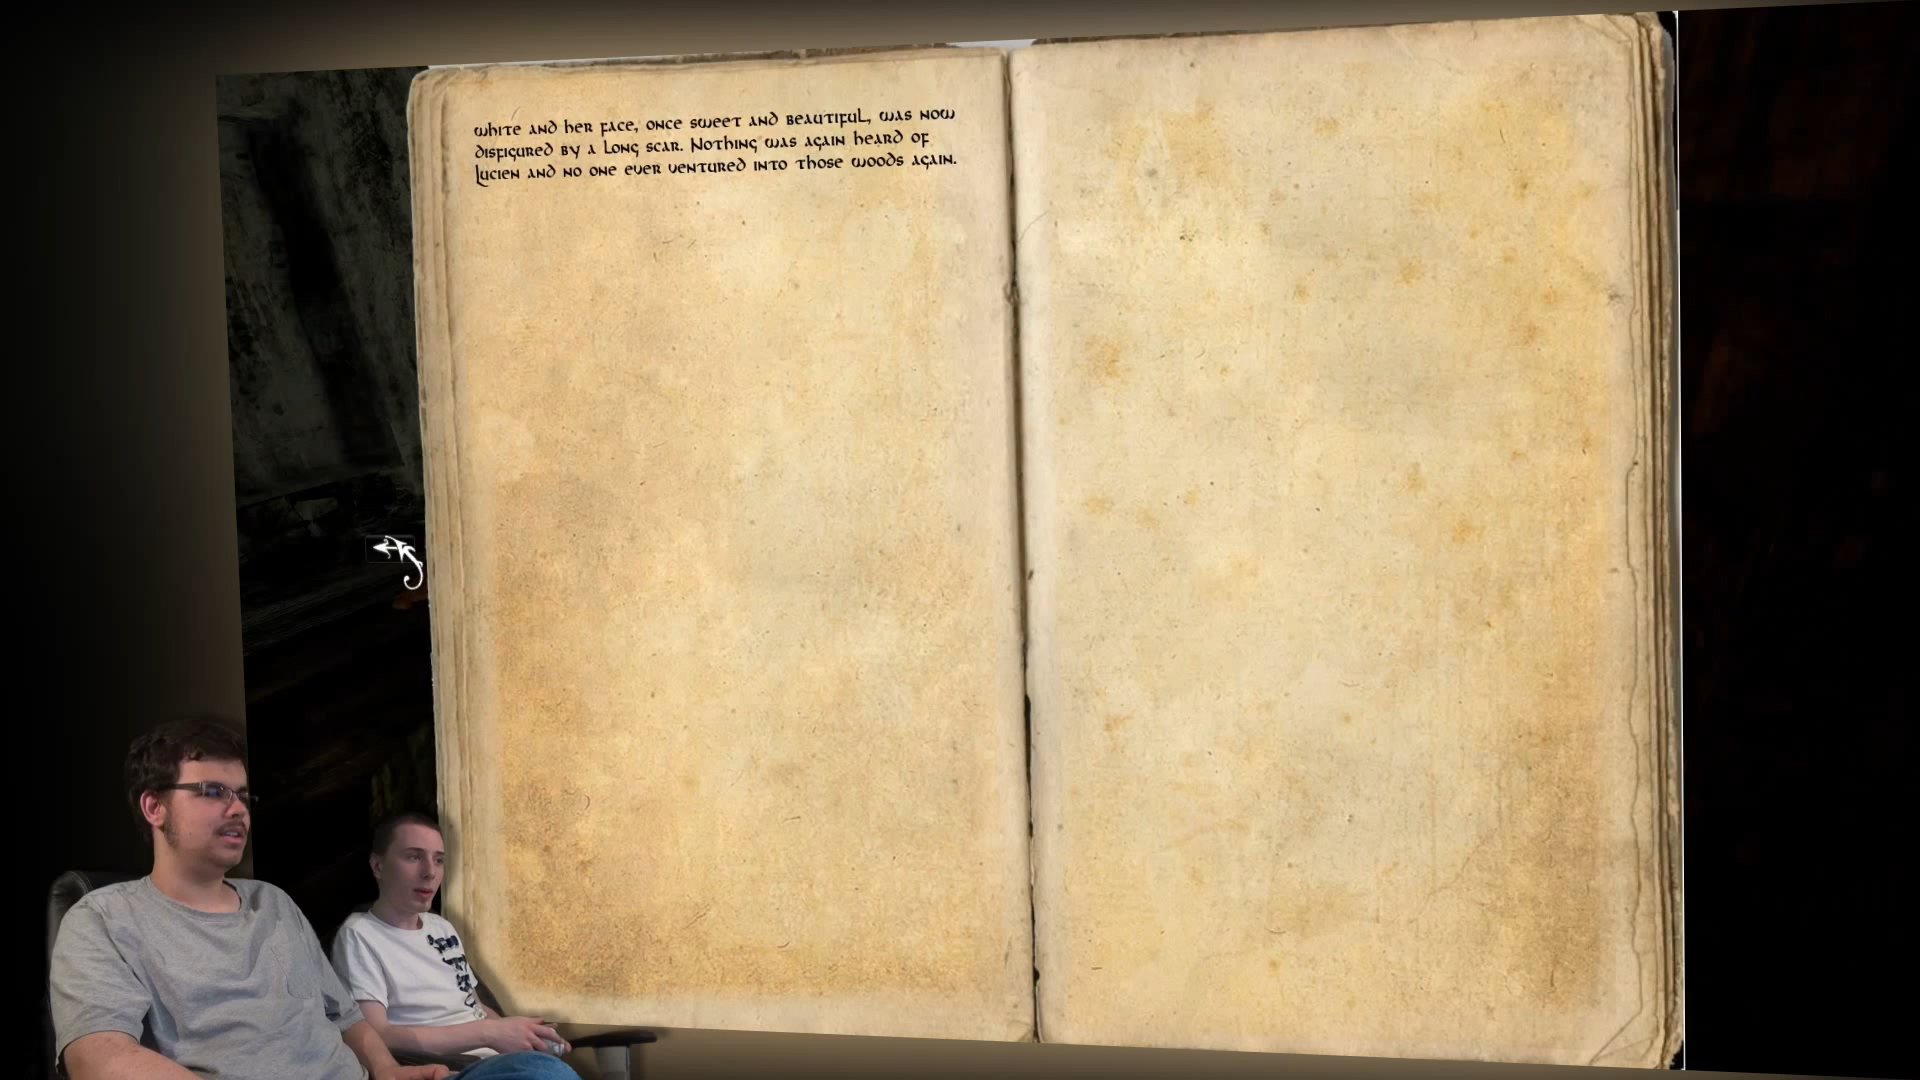 white and her face, once sweet and beautiful, was now
disfigured by a long scar. Nothing was again heard of
Lucien and no one ever ventured into those woods again.